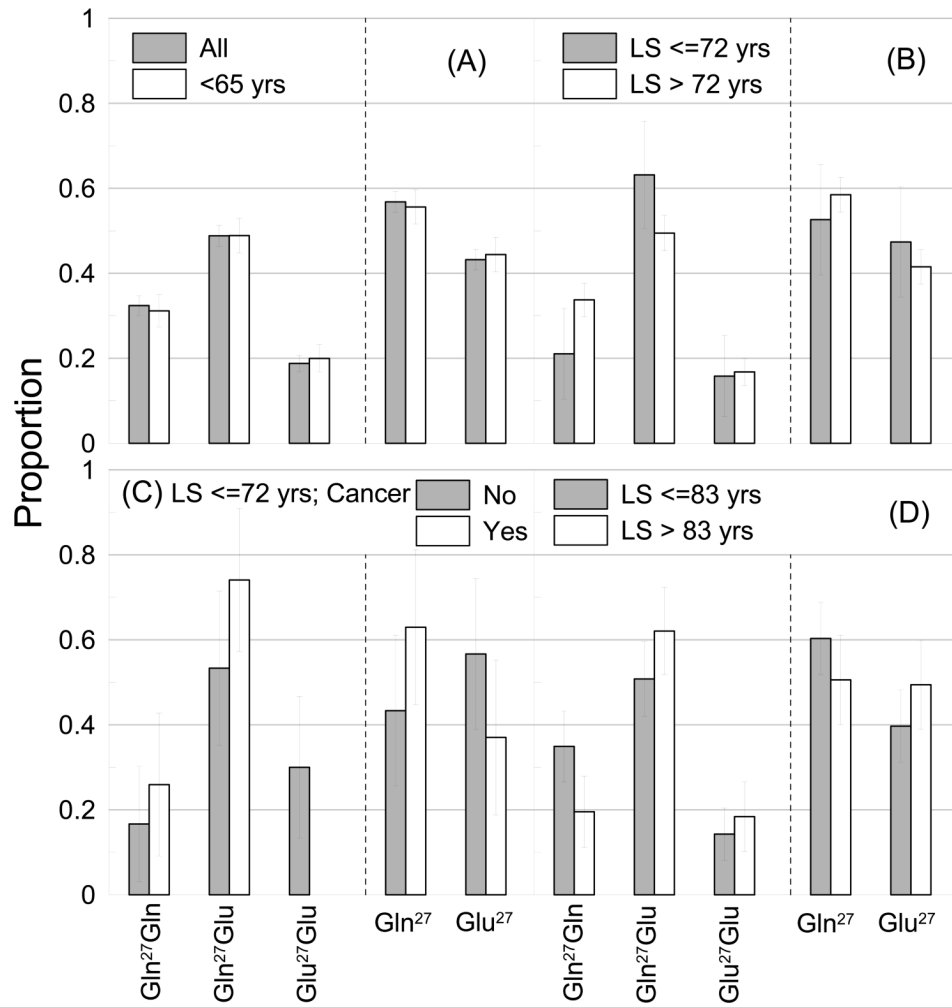 Proportion
1
0.8
0.6
0.4
0.2
0
All
<65 yrs
(A)
LS <=72 yrs
LS > 72 yrs
(B)
1
0.8
0.6
0.4
0.2
0
(C) LS <=72 yrs; Cancer
No
Yes
LS <=83 yrs
LS > 83 yrs
(D)
Gln²⁷Gln
Gln²⁷Glu
Glu²⁷Glu
Gln²⁷
Glu²⁷
Gln²⁷Gln
Gln²⁷Glu
Glu²⁷Glu
Gln²⁷
Glu²⁷